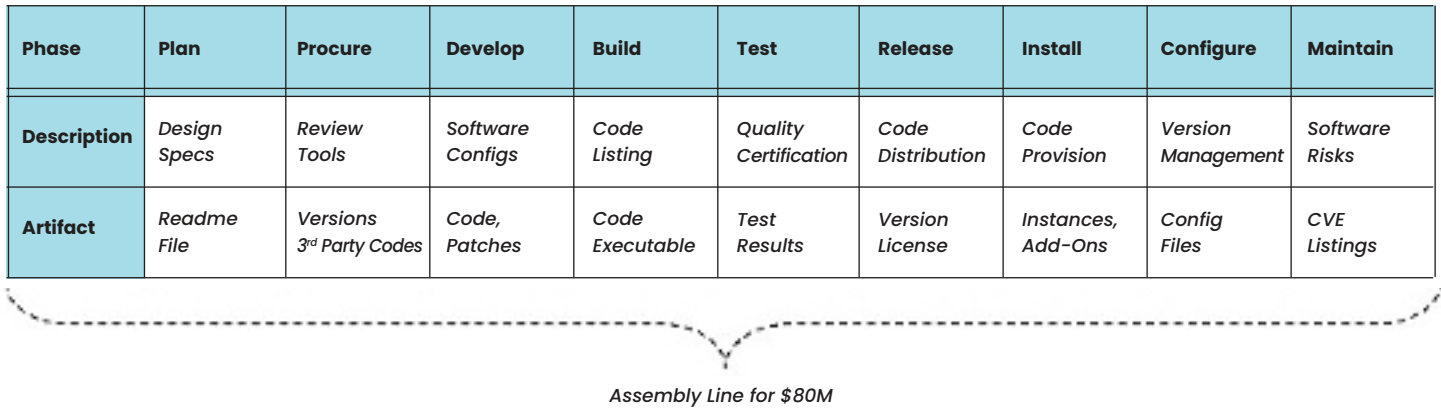 Phase Plan Procure Develop Build Test Release Install Configure Maintain
Description Design Specs Review Tools Software Configs Code Listing Quality Certification Code Distribution Code Provision Version Management Software Risks
Artifact Readme File Versions 3rd Party Codes Code, Patches Code Executable Test Results Version License Instances, Add-Ons Config Files CVE Listings
Assembly Line for $80M